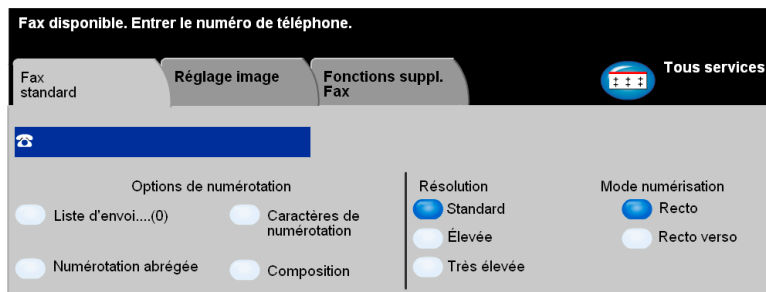 Fax disponible. Entrer le numéro de téléphone.
Fax
standard
Réglage image
Fonctions suppl.
Fax
Tous services
Options de numérotation
Liste d'envoi....(0)
Caractères de
numérotation
Numérotation abrégée
Composition
Résolution
Standard
Élevée
Très élevée
Mode numérisation
Recto
Recto verso